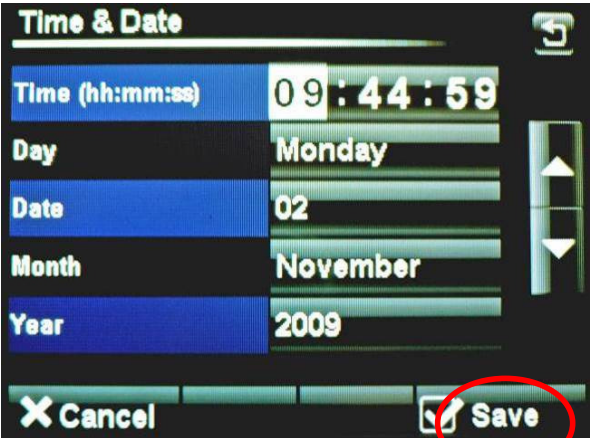 Time & Date
Time (hh:mm:ss) 09:44:59
Day Monday
Date 02
Month November
Year 2009
Cancel Save